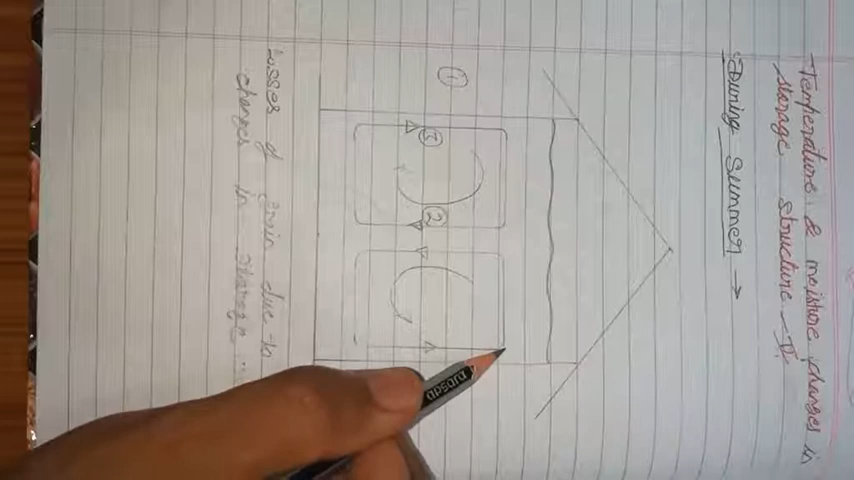 Temperature & moisture changes in
storage structure - II
"During Summer →
①
③
②
Losses of grain due to
changes in storage
apsara